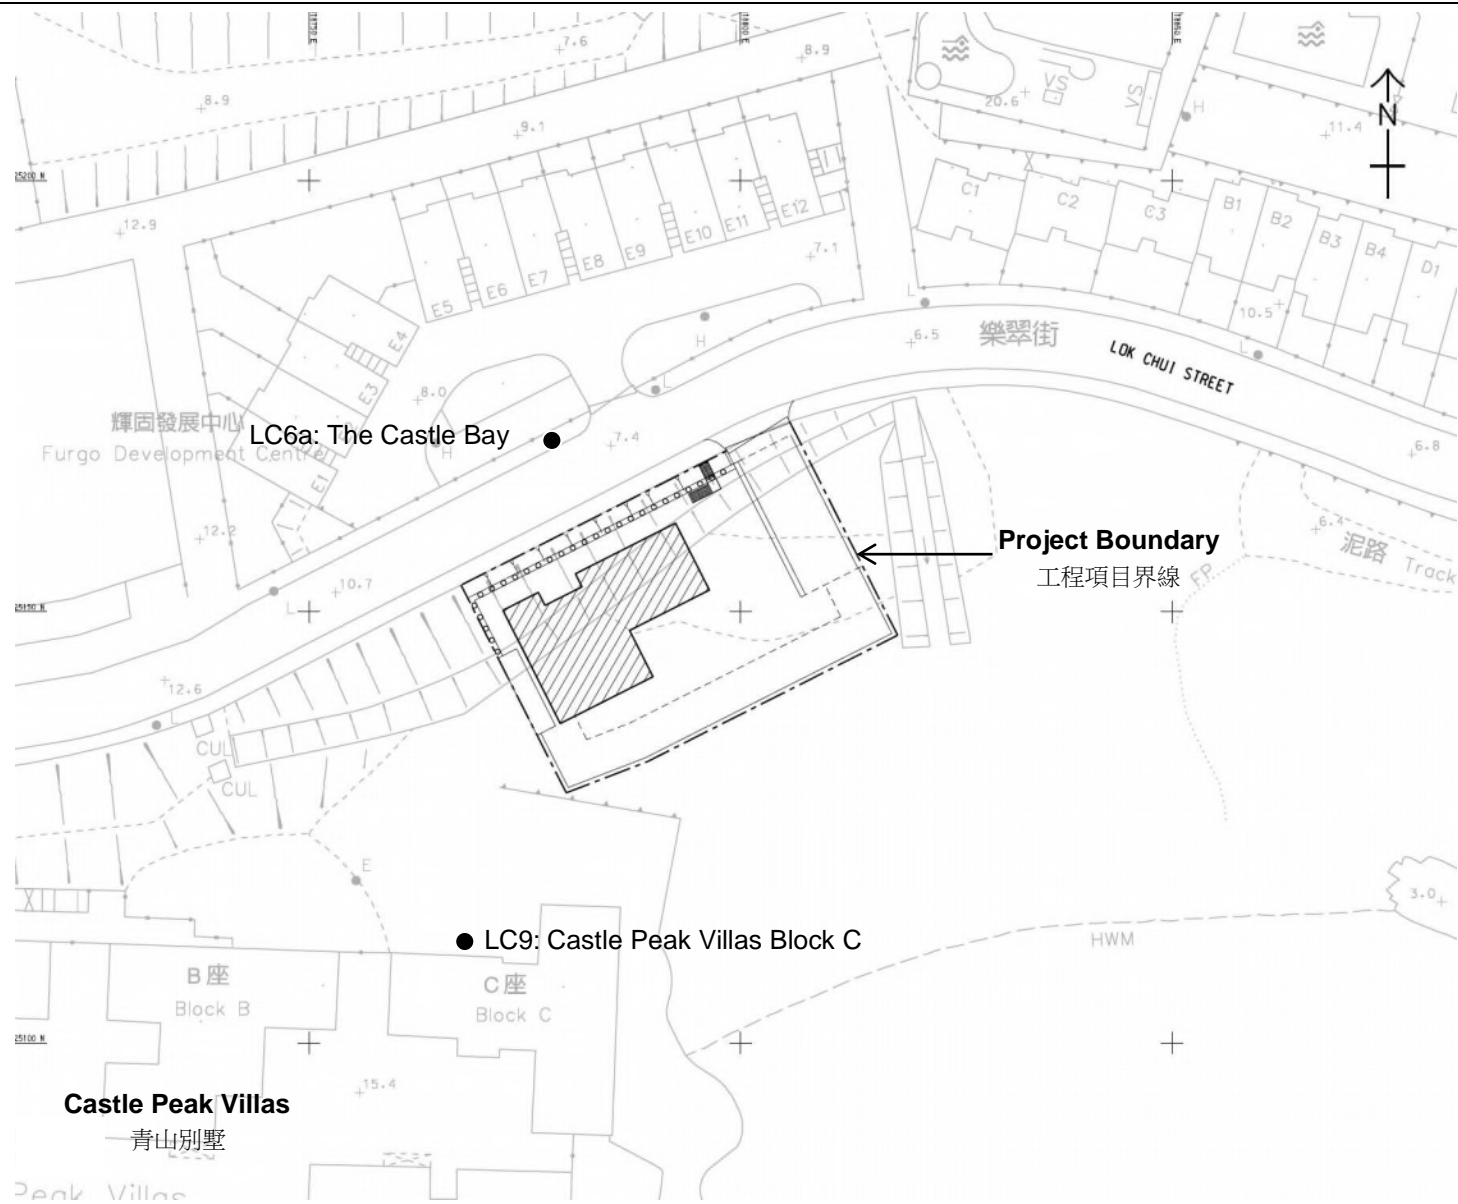 7.6
8.9
8.9
9.1
20.6
VS
VS
H
11.4
N
12.9
C1
C2
C3
B1
B2
B3
B4
D1
E12
E11
E10
E9
E8
E7
E6
E5
7.1
E4
E3
E1
H
L
L
L
10.5
6.5
樂翠街
LOK CHUI STREET
8.0
輝固發展中心
Furgo Development Centre
LC6a: The Castle Bay
H
7.4
6.8
12.2
6.4
泥路
Track
Project Boundary
工程項目界線
FP
10.7
L
12.6
L
CUL
CUL
E
3.0
LC9: Castle Peak Villas Block C
HWM
B座
Block B
C座
Block C
15.4
Castle Peak Villas
青山別墅
Peak Villas